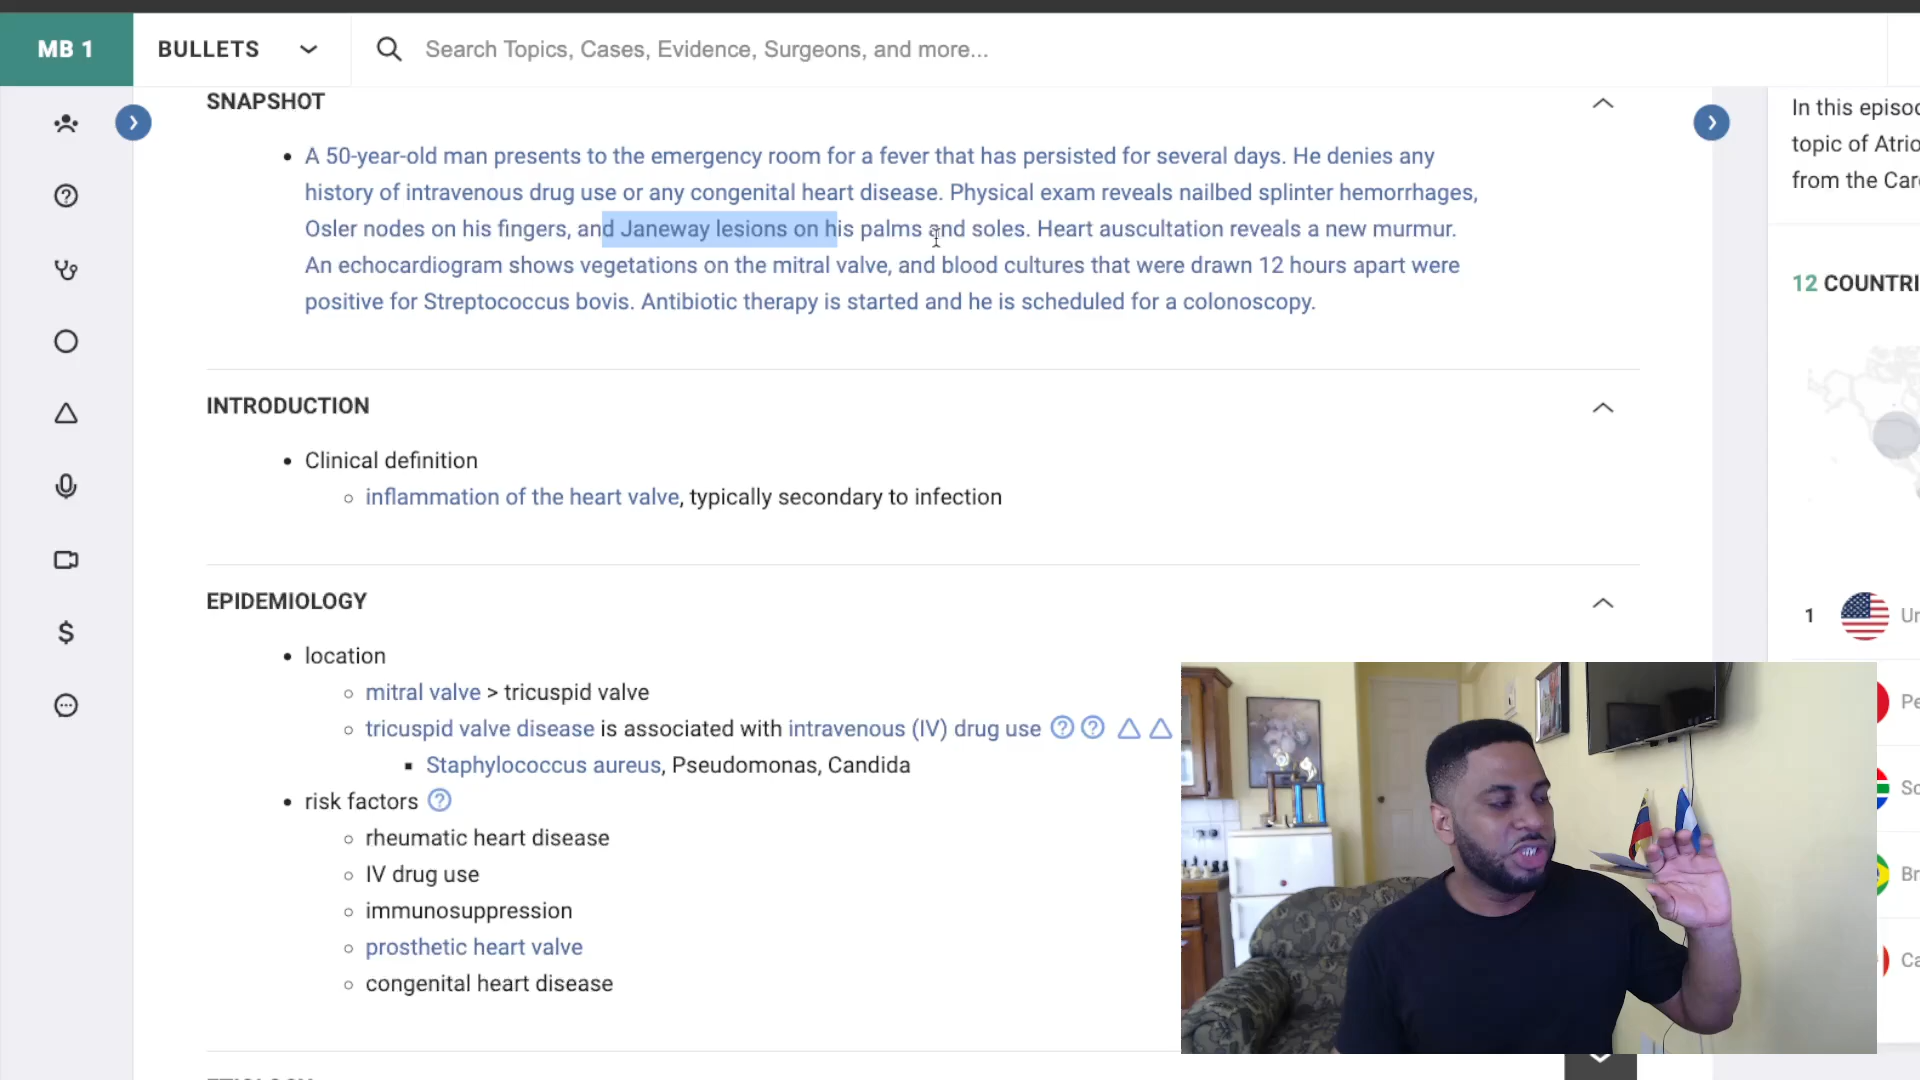 MB 1
BULLETS
Search Topics, Cases, Evidence, Surgeons, and more...
SNAPSHOT
A 50-year-old man presents to the emergency room for a fever that has persisted for several days. He denies any
history of intravenous drug use or any congenital heart disease. Physical exam reveals nailbed splinter hemorrhages,
Osler nodes on his fingers, and Janeway lesions on his palms and soles. Heart auscultation reveals a new murmur.
An echocardiogram shows vegetations on the mitral valve, and blood cultures that were drawn 12 hours apart were
positive for Streptococcus bovis. Antibiotic therapy is started and he is scheduled for a colonoscopy.
INTRODUCTION
Clinical definition
inflammation of the heart valve, typically secondary to infection
EPIDEMIOLOGY
location
mitral valve > tricuspid valve
tricuspid valve disease is associated with intravenous (IV) drug use
Staphylococcus aureus, Pseudomonas, Candida
risk factors
rheumatic heart disease
IV drug use
immunosuppression
prosthetic heart valve
congenital heart disease
In this episo
topic of Atrio
from the Car
12 COUNTRI
1 Un
Pe
So
Br
Ca